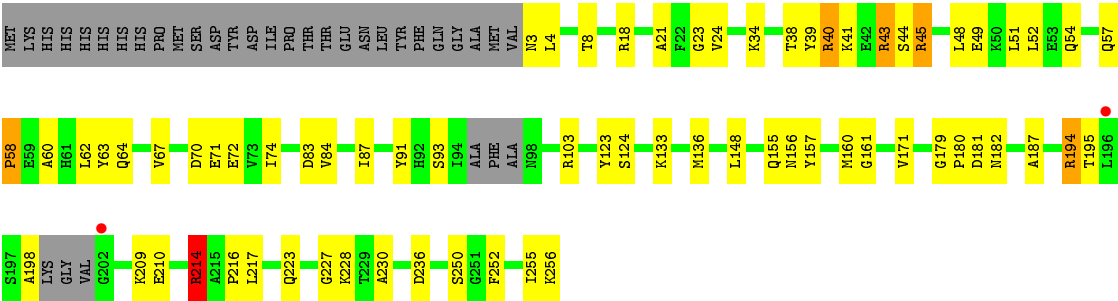 MET LYS HIS HIS HIS HIS HIS HIS PRO MET SER ASP TYR ASP ILE PRO THR THR GLU ASN LEU TYR PHE GLN GLY ALA MET VAL N3 L4 T8 R18 A21 F22 G23 V24 K34 T38 Y39 R40 K41 E42 R43 S44 R45 L48 E49 K50 L51 L52 E53 Q54 Q57
P58 E59 A60 H61 L62 Y63 Q64 V67 D70 E71 E72 V73 I74 D83 V84 I87 Y91 H92 S93 I94 ALA PHE ALA N98 R103 Y123 S124 K133 M136 L148 Q155 N156 Y157 M160 G161 V171 G179 P180 D181 N182 A187 R194 T195 L196
S197 A198 LYS GLY VAL G202 K209 E210 R214 A215 P216 L217 Q223 G227 K228 T229 A230 D236 S250 G251 F252 I255 K256